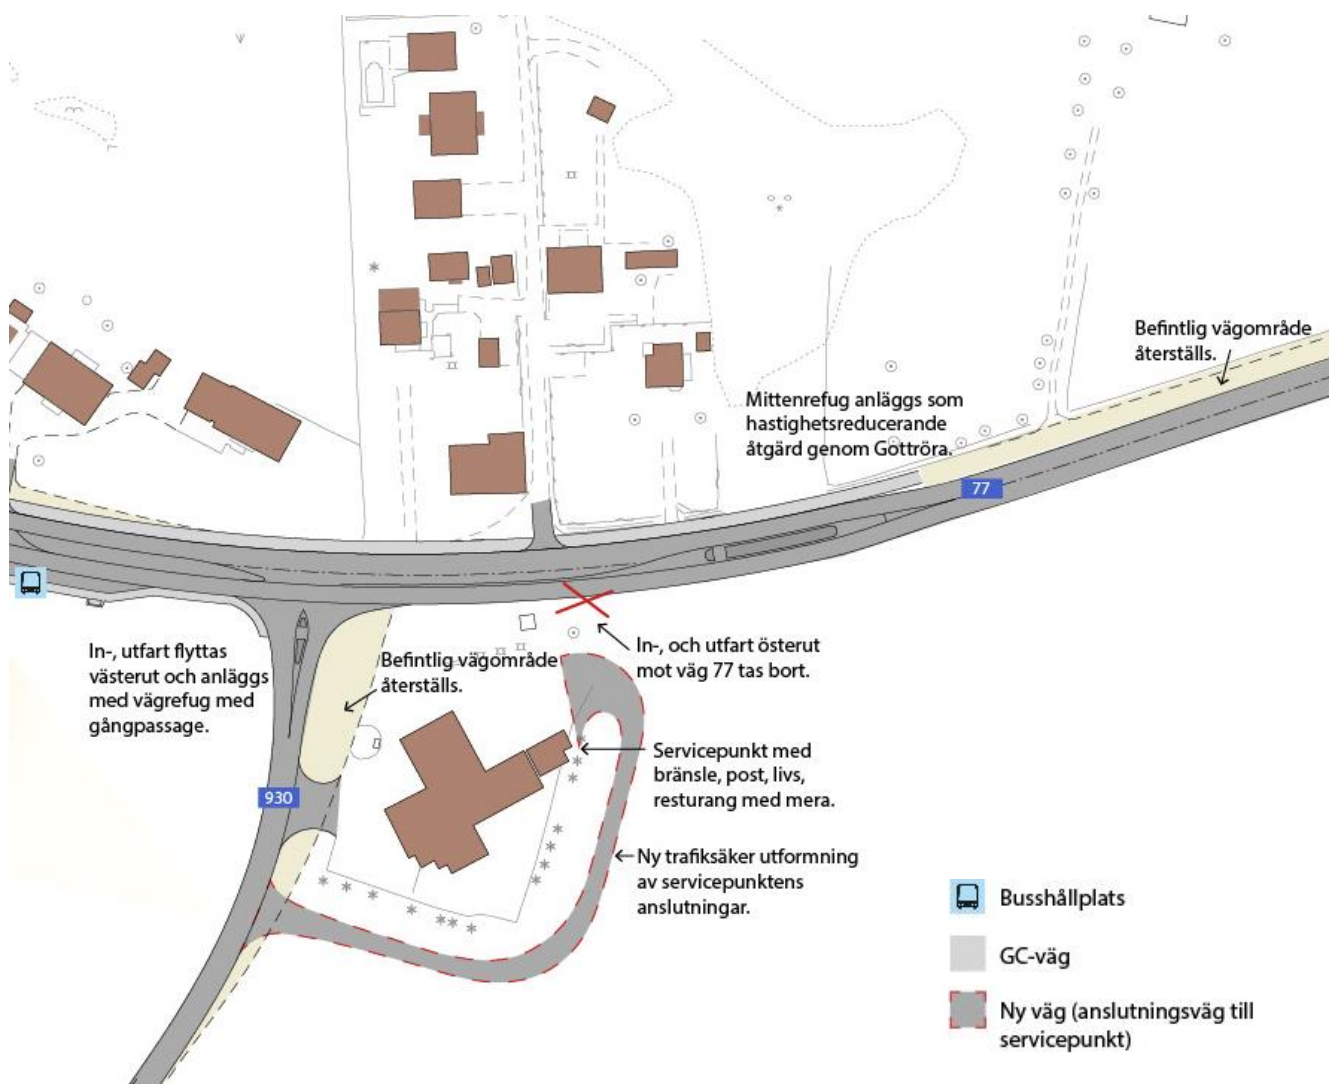 Befintlig vägområde
återställs.
Mittenrefug anläggs som
hastighetsreducerande
åtgärd genom Gottröra.
77
In-, utfart flyttas
västerut och anläggs
med vägrefug med
gångpassage.
Befintlig vägområde
återställs.
In-, och utfart österut
mot väg 77 tas bort.
Servicepunkt med
bränsle, post, livs,
resturang med mera.
930
Ny trafiksäker utformning
av servicepunktens
anslutningar.
Busshållplats
GC-väg
Ny väg (anslutningsväg till
servicepunkt)